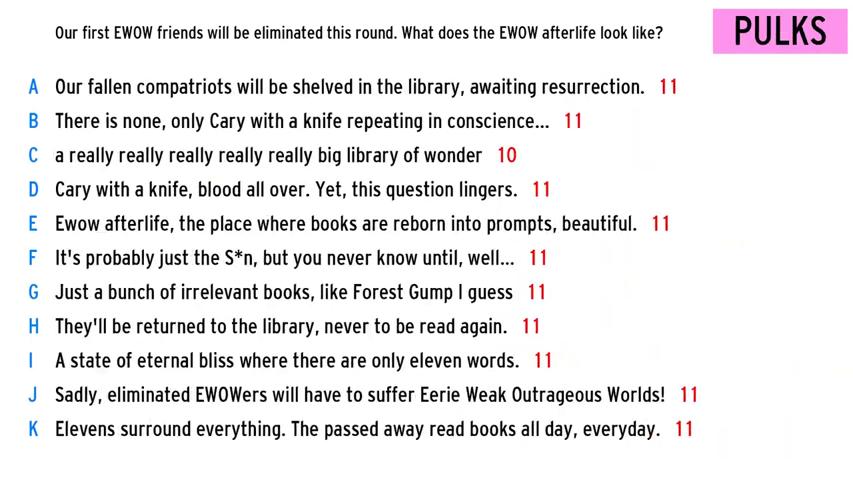 Our first EWOW friends will be eliminated this round. What does the EWOW afterlife look like?
PULKS
A Our fallen compatriots will be shelved in the library, awaiting resurrection. 11
B There is none, only Cary with a knife repeating in conscience... 11
C a really really really really really big library of wonder 10
D Cary with a knife, blood all over. Yet, this question lingers. 11
E Ewow afterlife, the place where books are reborn into prompts, beautiful. 11
F It's probably just the S*n, but you never know until, well... 11
G Just a bunch of irrelevant books, like Forest Gump I guess 11
H They'll be returned to the library, never to be read again. 11
I A state of eternal bliss where there are only eleven words. 11
J Sadly, eliminated EWOWers will have to suffer Eerie Weak Outrageous Worlds! 11
K Elevens surround everything. The passed away read books all day, everyday. 11